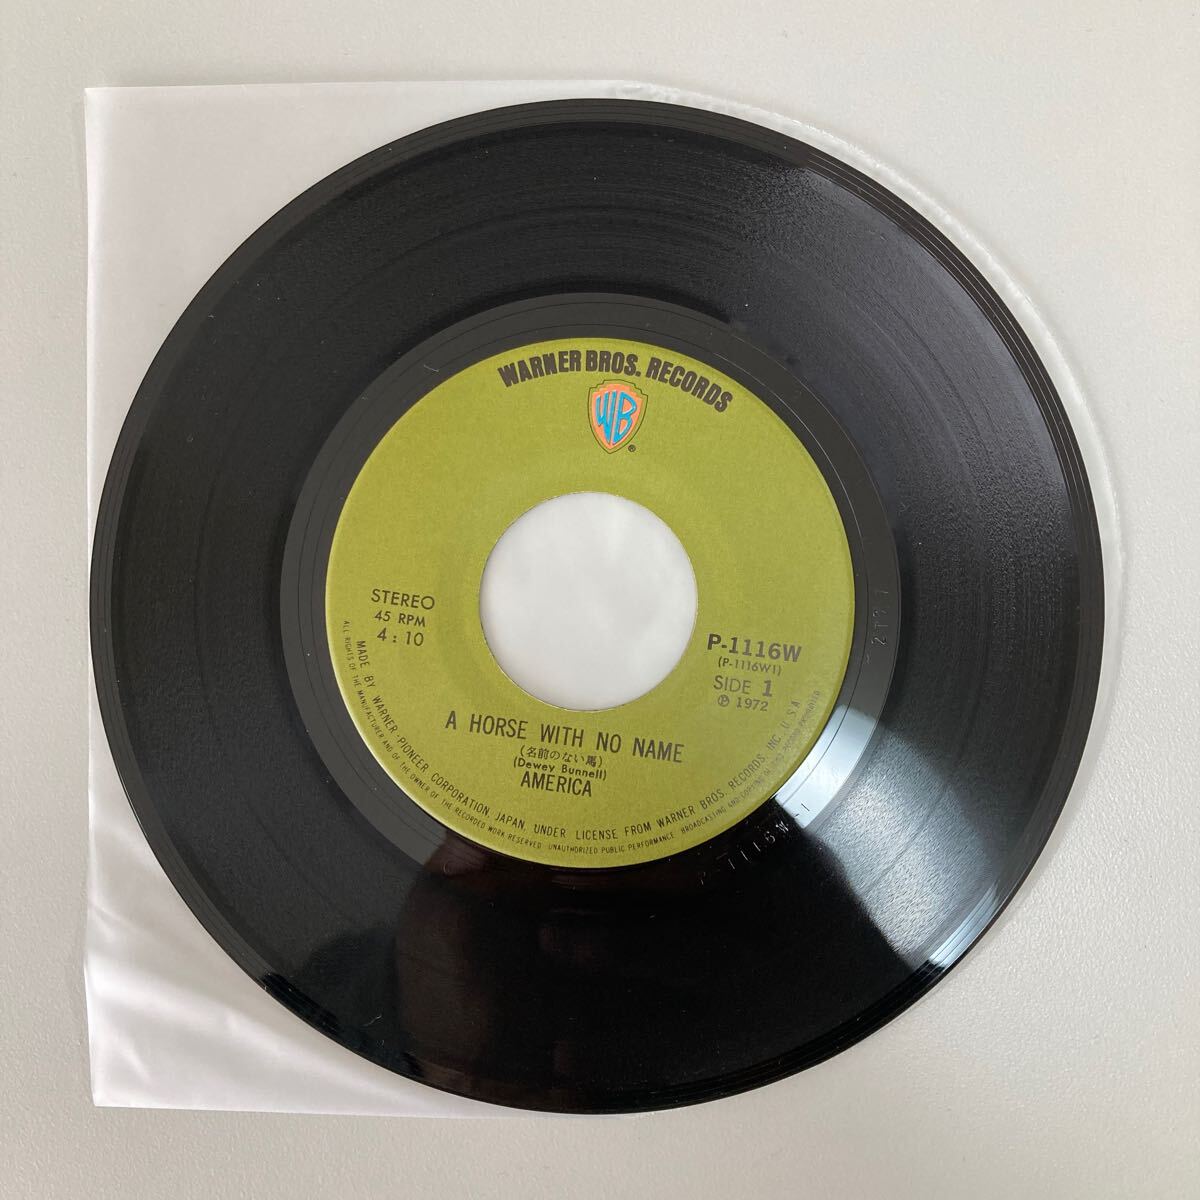 WARNER BROS. RECORDS
WB
®
STEREO
45 RPM
4:10
P-1116W
(P-1116W1)
SIDE 1
℗ 1972
A HORSE WITH NO NAME
(名前のない馬)
(Dewey Bunnell)
AMERICA
MADE BY WARNER-PIONEER CORPORATION, JAPAN, UNDER LICENSE FROM WARNER BROS. RECORDS, INC., U.S.A.
ALL RIGHTS OF THE MANUFACTURER AND OF THE OWNER OF THE RECORDED WORK RESERVED UNAUTHORIZED PUBLIC PERFORMANCE BROADCASTING AND COPYING OF